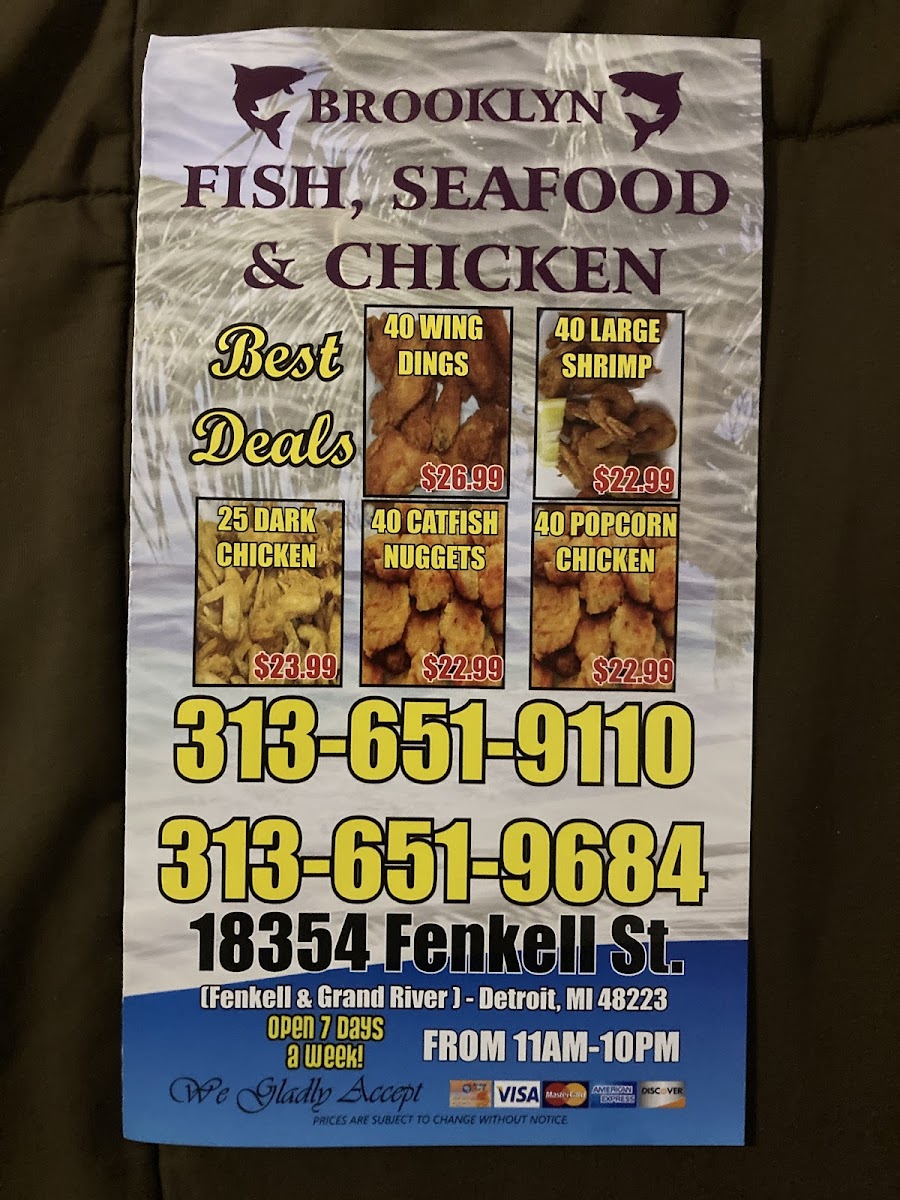 BROOKLYN
FISH, SEAFOOD
& CHICKEN
Best
Deals
40 WING
DINGS
$26.99
40 LARGE
SHRIMP
$22.99
25 DARK
CHICKEN
$23.99
40 CATFISH
NUGGETS
$22.99
40 POPCORN
CHICKEN
$22.99
313-651-9110
313-651-9684
18354 Fenkell St.
(Fenkell & Grand River ) - Detroit, MI 48223
Open 7 Days
a Week!
FROM 11AM-10PM
We Gladly Accept
VISA
MasterCard
AMERICAN
EXPRESS
DISCOVER
PRICES ARE SUBJECT TO CHANGE WITHOUT NOTICE